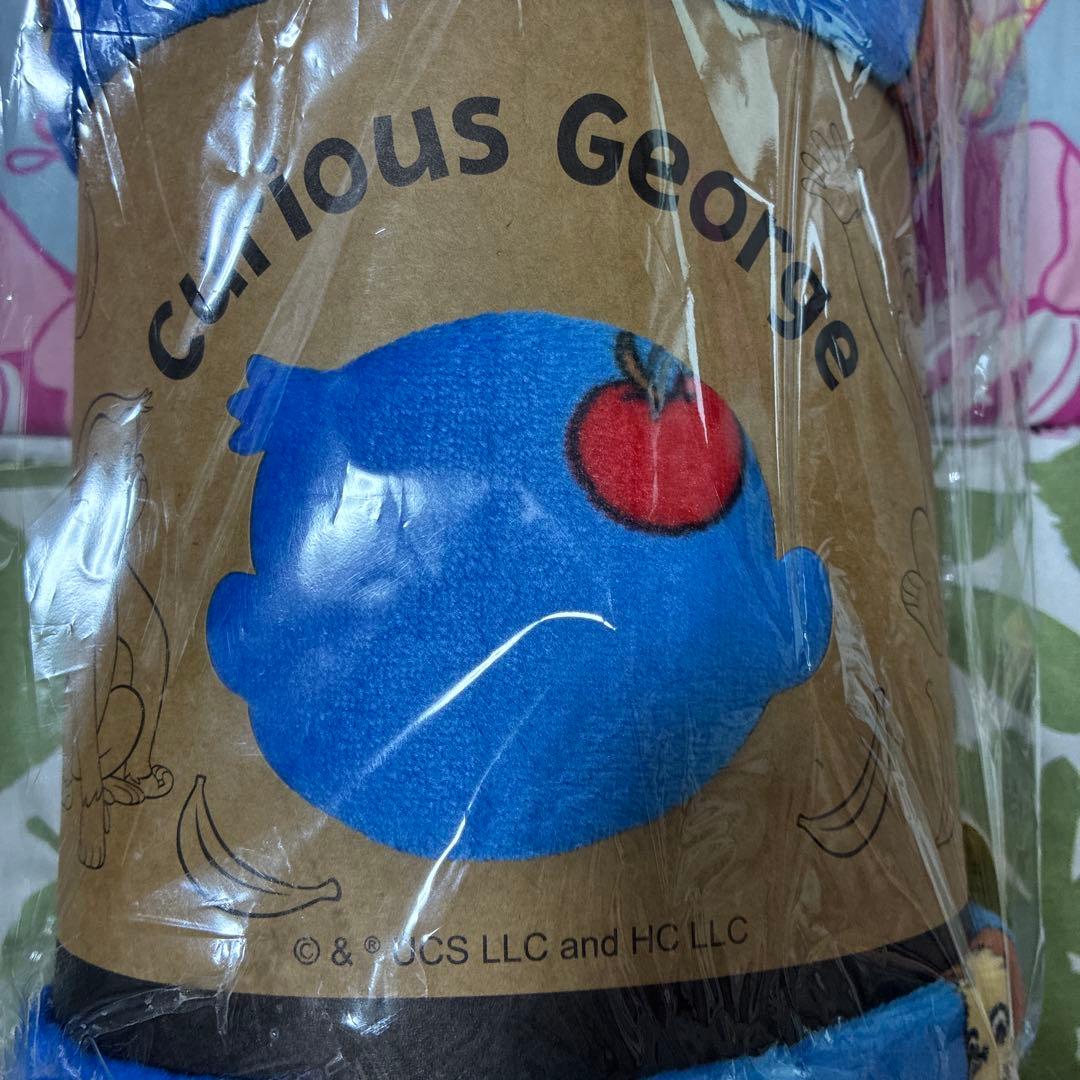 curious George
© & ® UCS LLC and HC LLC